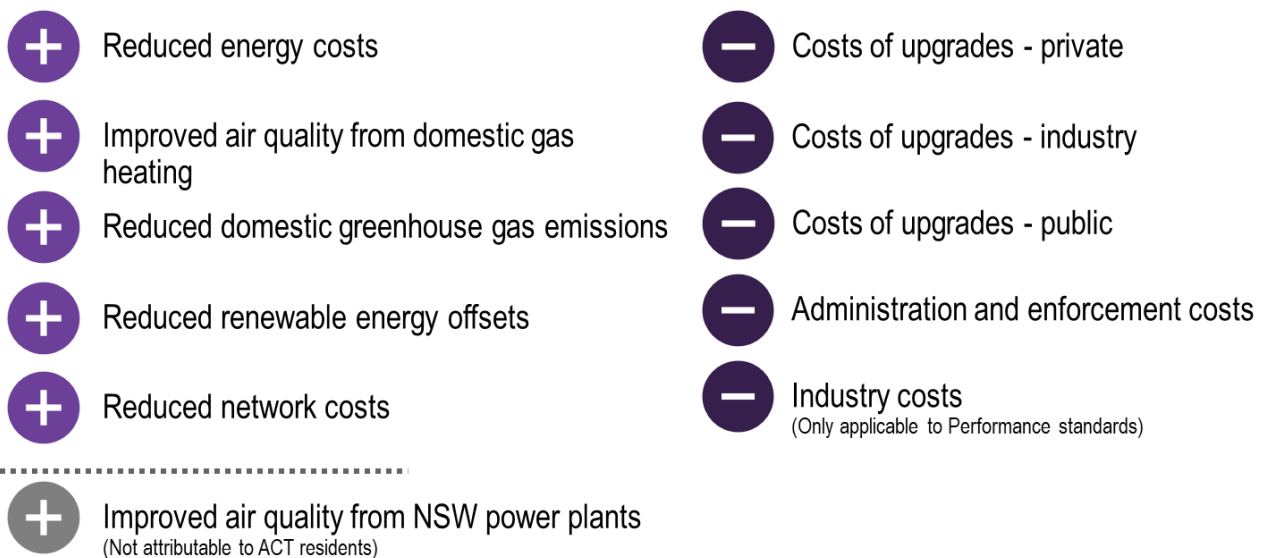 Reduced energy costs
Improved air quality from domestic gas
heating
Reduced domestic greenhouse gas emissions
Reduced renewable energy offsets
Reduced network costs
Improved air quality from NSW power plants
(Not attributable to ACT residents)
Costs of upgrades - private
Costs of upgrades - industry
Costs of upgrades - public
Administration and enforcement costs
Industry costs
(Only applicable to Performance standards)